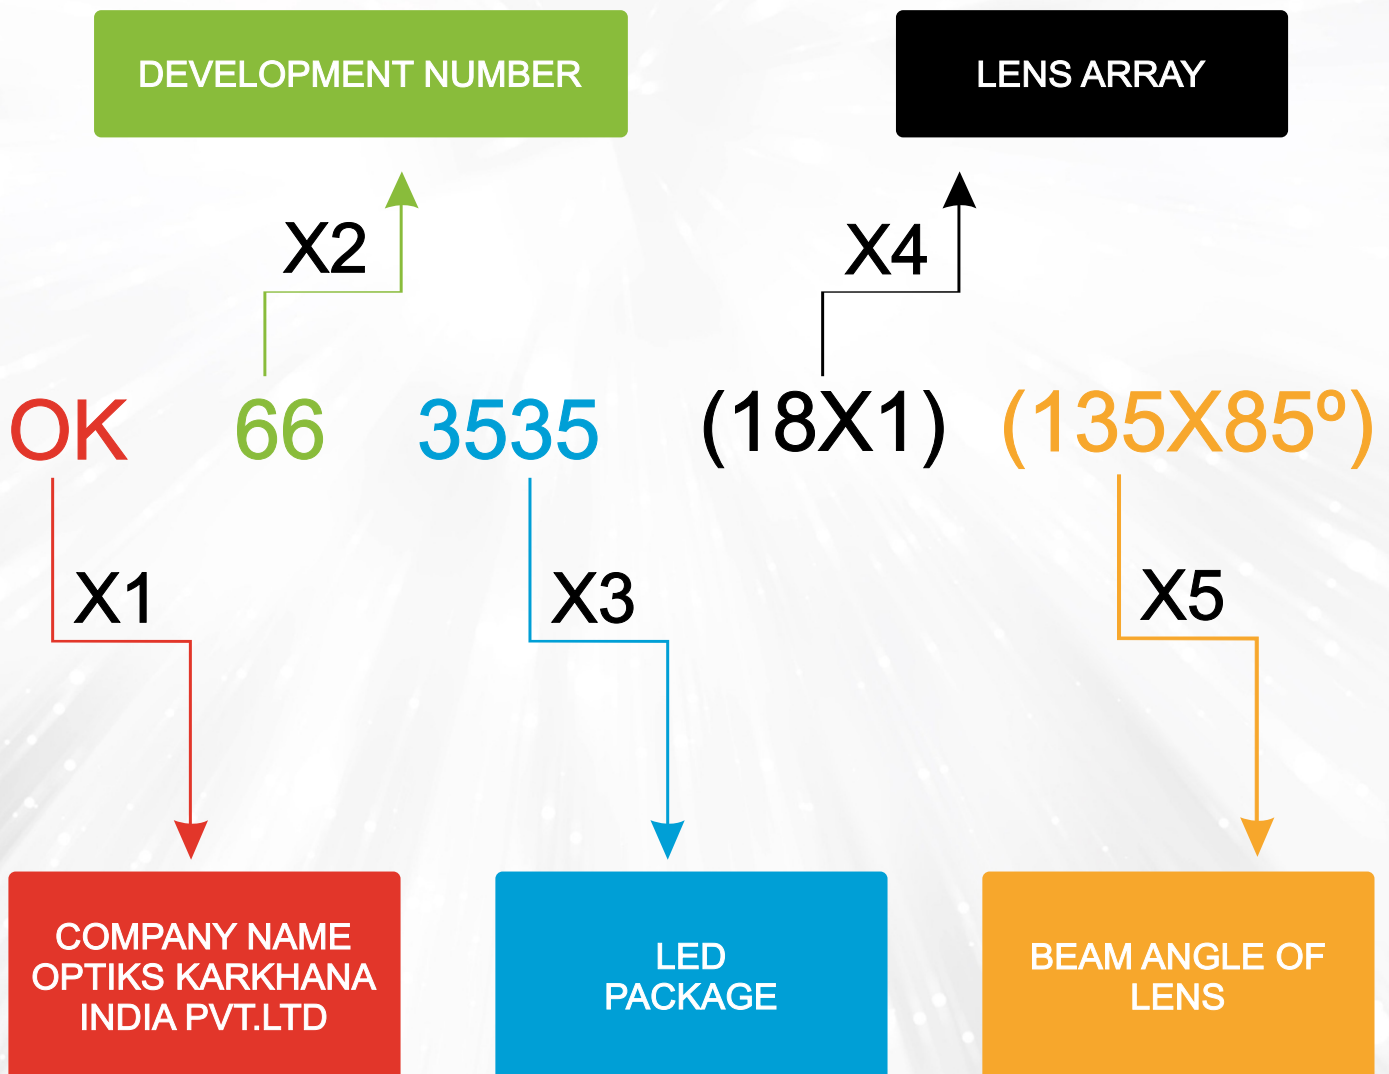 DEVELOPMENT NUMBER
LENS ARRAY
X2
X4
OK 66 3535 (18X1) (135X85º)
X1
X3
X5
COMPANY NAME
OPTIKS KARKHANA
INDIA PVT.LTD
LED
PACKAGE
BEAM ANGLE OF
LENS